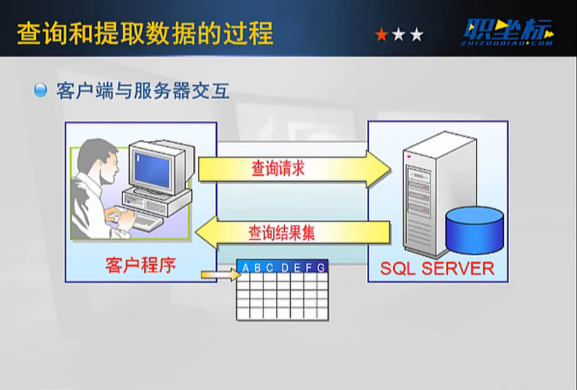 查询和提取数据的过程
职坐标
ZHIZUOBIAO.COM
客户端与服务器交互
查询请求
查询结果集
客户程序
SQL SERVER
A B C D E F G